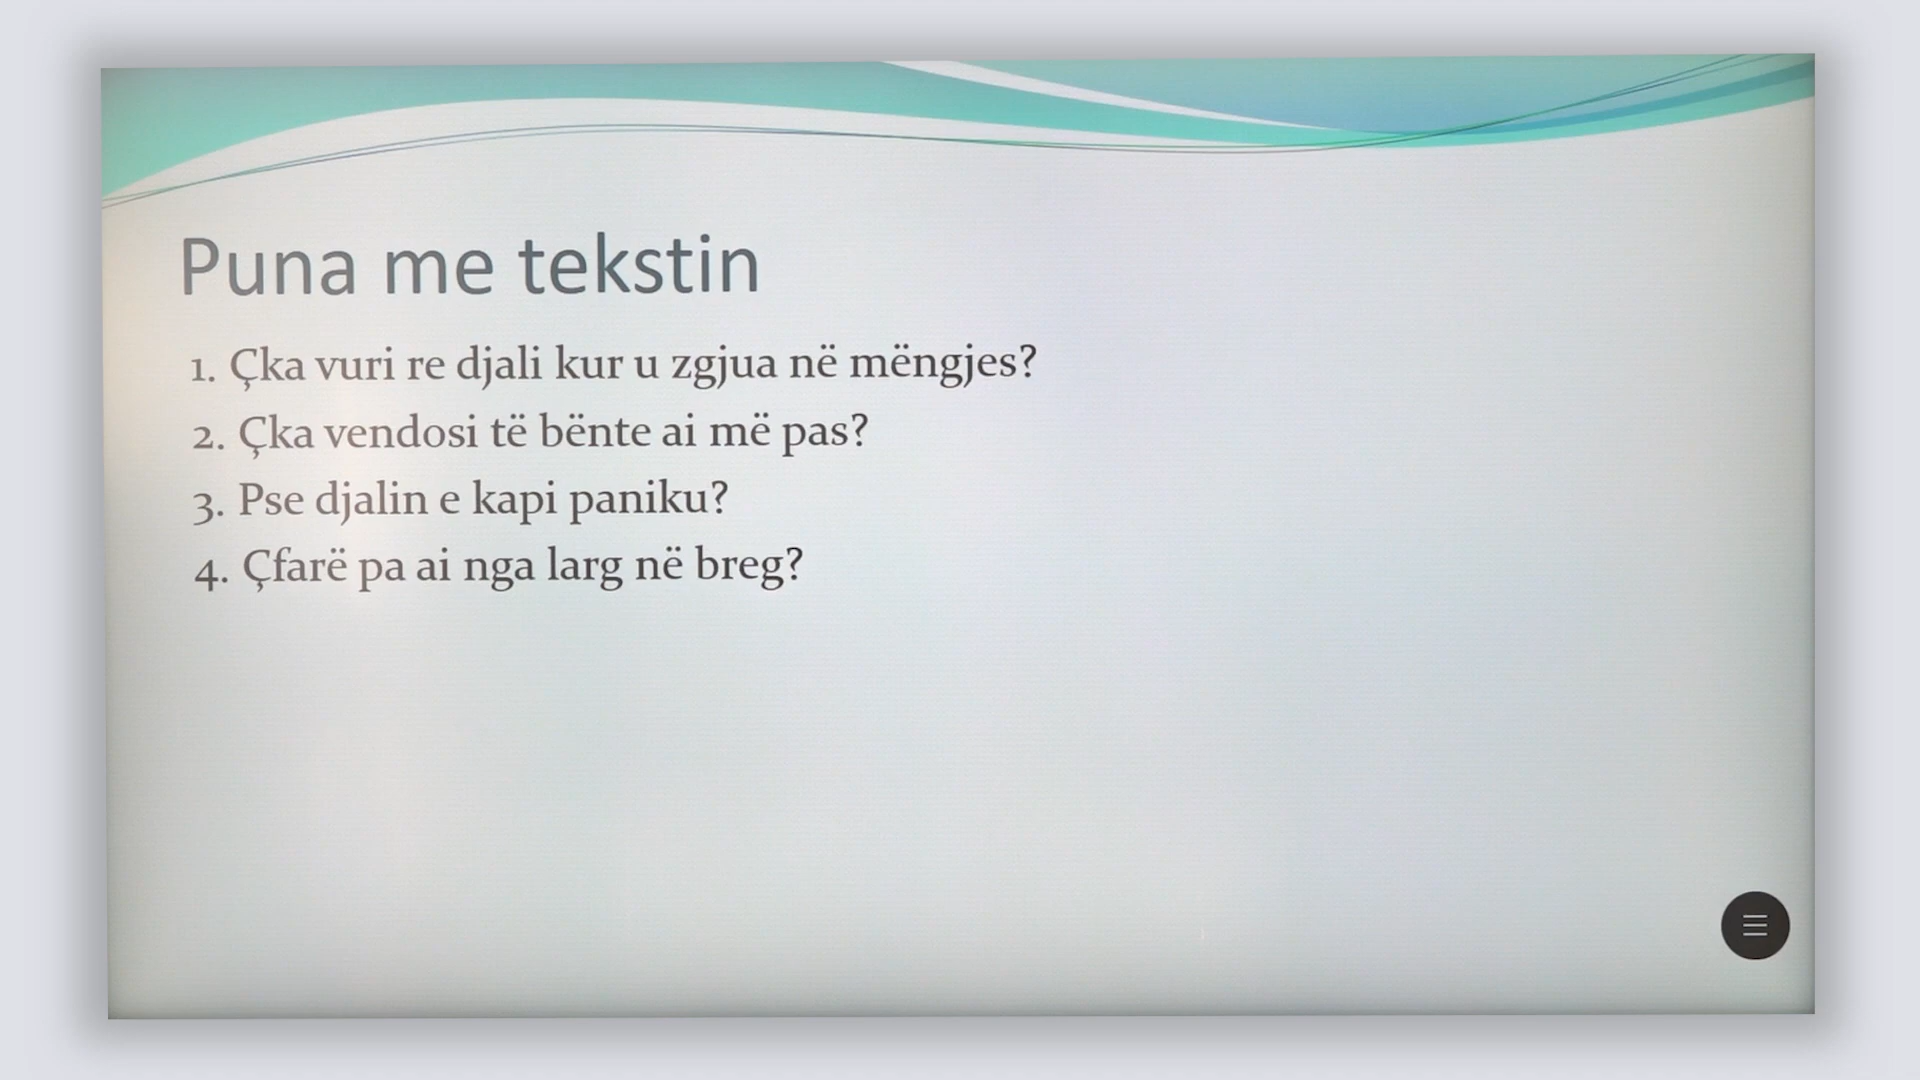 Puna me tekstin
1. Çka vuri re djali kur u zgjua në mëngjes?
2. Çka vendosi të bënte ai më pas?
3. Pse djalin e kapi paniku?
4. Çfarë pa ai nga larg në breg?